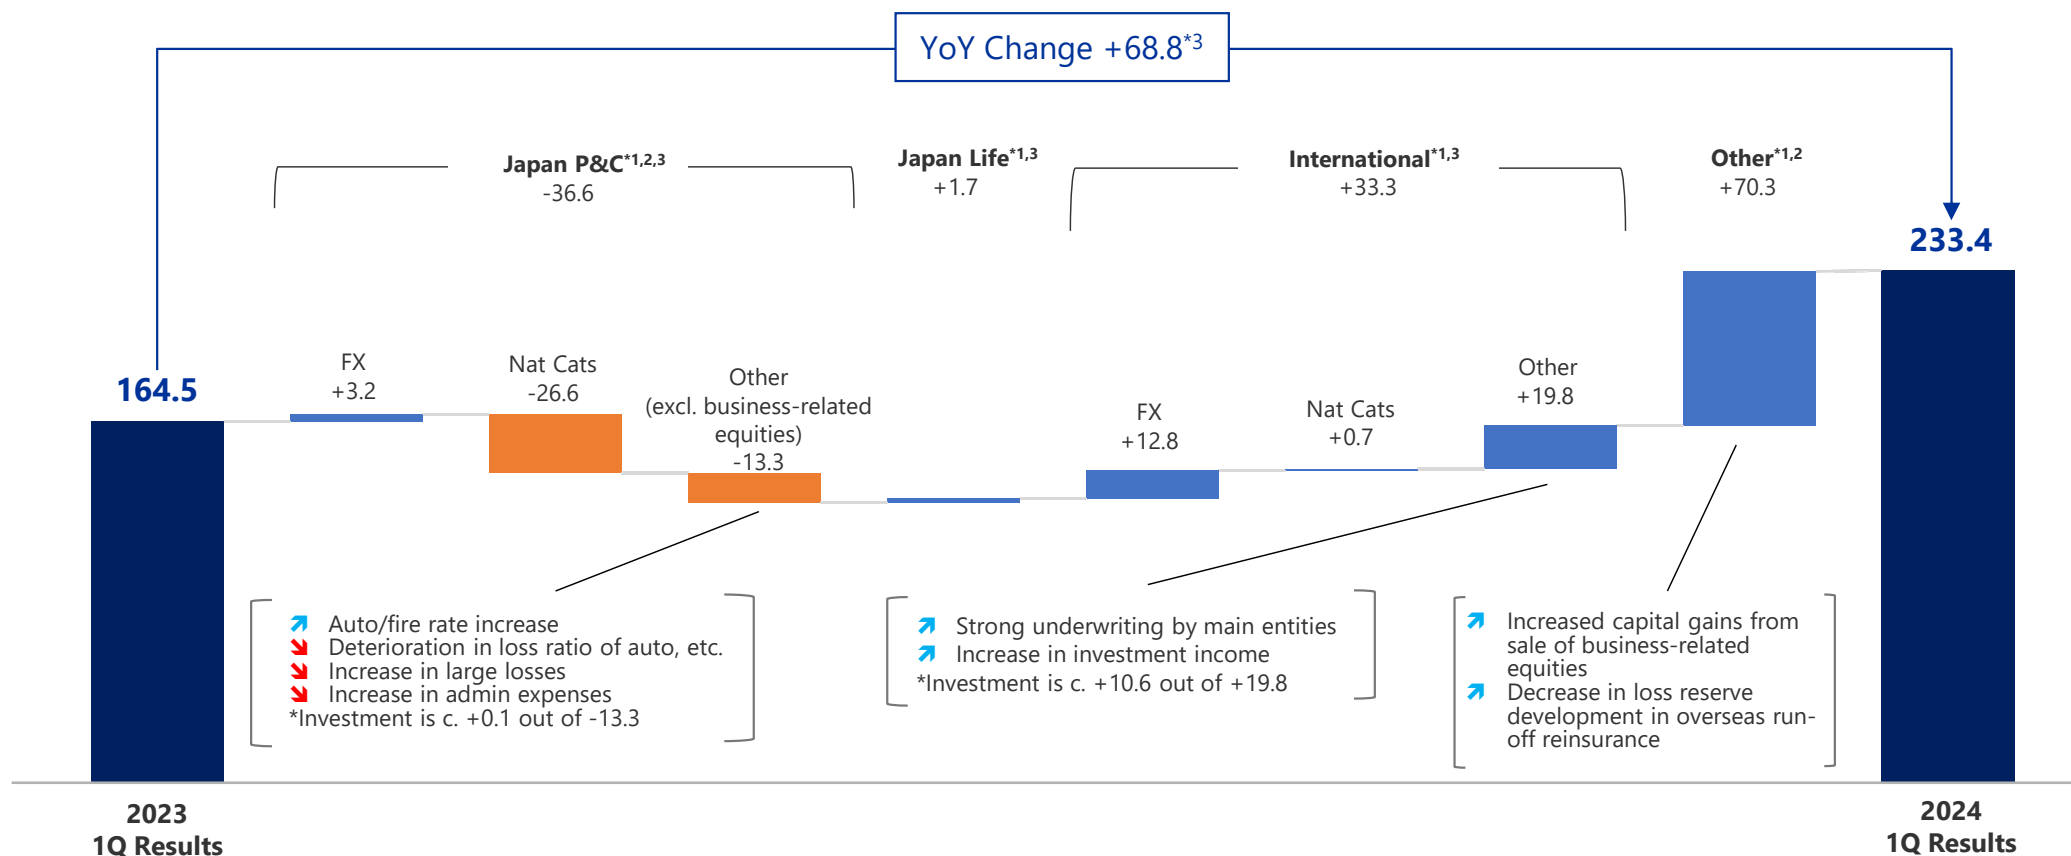 YoY Change +68.8*3
Japan P&C*1,2,3
-36.6
Japan Life*1,3
+1.7
International*1,3
+33.3
Other*1,2
+70.3
233.4
164.5
FX
+3.2
Nat Cats
-26.6
Other
(excl. business-related
equities)
-13.3
FX
+12.8
Nat Cats
+0.7
Other
+19.8
Auto/fire rate increase
Deterioration in loss ratio of auto, etc.
Increase in large losses
Increase in admin expenses
*Investment is c. +0.1 out of -13.3
Strong underwriting by main entities
Increase in investment income
*Investment is c. +10.6 out of +19.8
Increased capital gains from
sale of business-related
equities
Decrease in loss reserve
development in overseas run-
off reinsurance
2023
1Q Results
2024
1Q Results